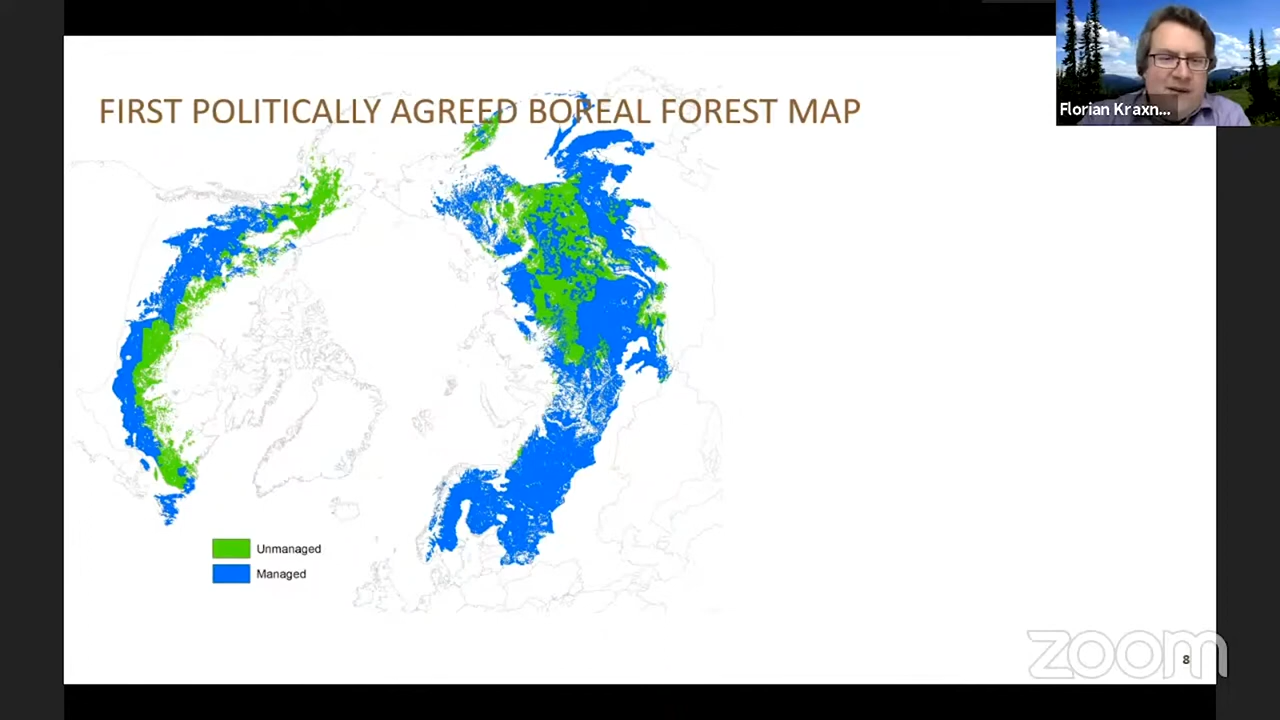 FIRST POLITICALLY AGREED BOREAL FOREST MAP
Florian Kraxn...
Unmanaged
Managed
zoom
8